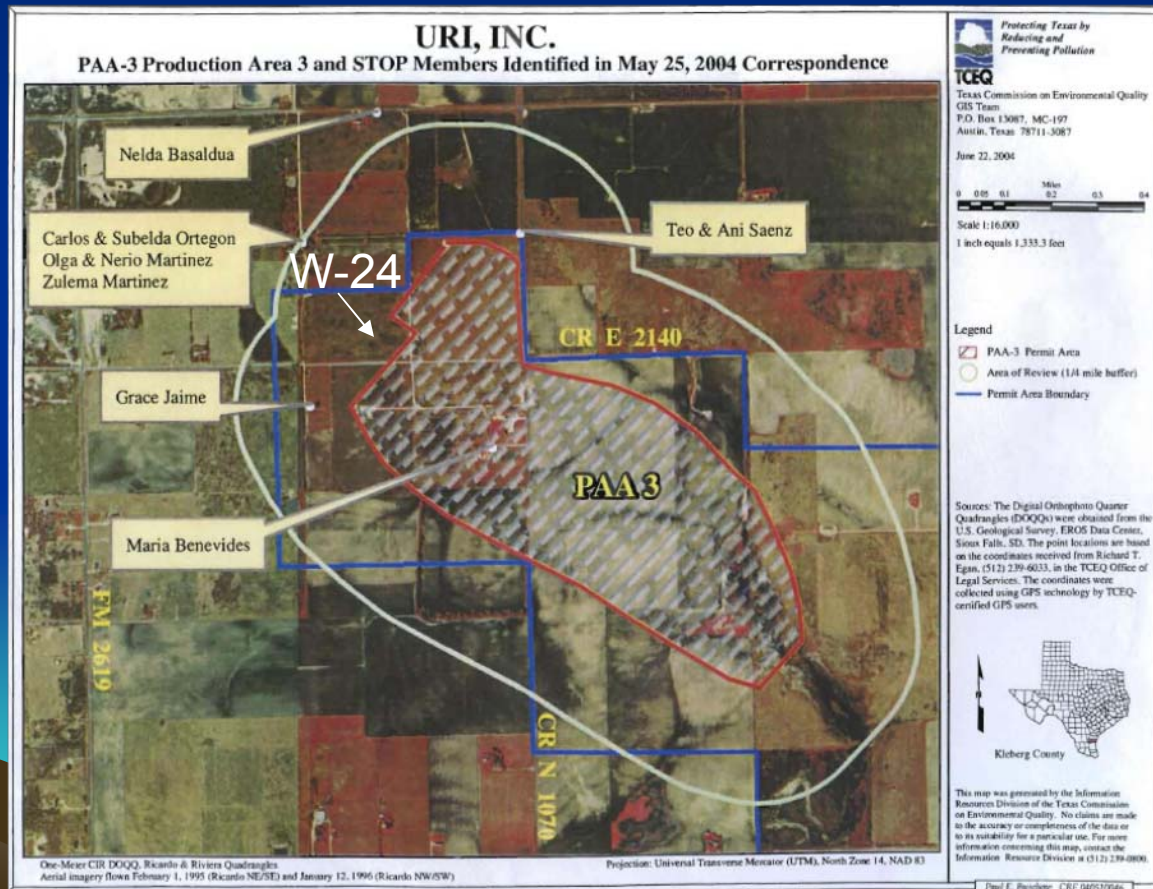 URI, INC.
PAA-3 Production Area 3 and STOP Members Identified in May 25, 2004 Correspondence
Nelda Basaldua
Carlos & Subelda Ortegon
Olga & Nerio Martinez
Zulema Martinez
W-24
Teo & Ani Saenz
CR E 2140
Grace Jaime
PAA 3
Maria Benevides
FM 2619
CR N 1070
One-Meter CIR DOQQ, Ricardo & Riviera Quadrangles
Aerial imagery flown February 1, 1995 (Ricardo NE/SE) and January 12, 1996 (Ricardo NW/SW)
Projection: Universal Transverse Mercator (UTM), North Zone 14, NAD 83
Protecting Texas by
Reducing and
Preventing Pollution
TCEQ
Texas Commission on Environmental Quality
GIS Team
P.O. Box 13087, MC-197
Austin, Texas 78711-3087
June 22, 2004
Miles
0 0.05 0.1 0.2 0.3 0.4
Scale 1:16,000
1 inch equals 1,333.3 feet
Legend
PAA-3 Permit Area
Area of Review (1/4 mile buffer)
Permit Area Boundary
Sources: The Digital Orthophoto Quarter
Quadrangles (DOQQs) were obtained from the
U.S. Geological Survey, EROS Data Center,
Sioux Falls, SD. The point locations are based
on the coordinates received from Richard T.
Egan, (512) 239-6033, in the TCEQ Office of
Legal Services. The coordinates were
collected using GPS technology by TCEQ-
certified GPS users.
Kleberg County
This map was generated by the Information
Resources Division of the Texas Commission
on Environmental Quality. No claims are made
to the accuracy or completeness of the data or
to its suitability for a particular use. For more
information concerning this map, contact the
Information Resource Division at (512) 239-0800.
Paul E.